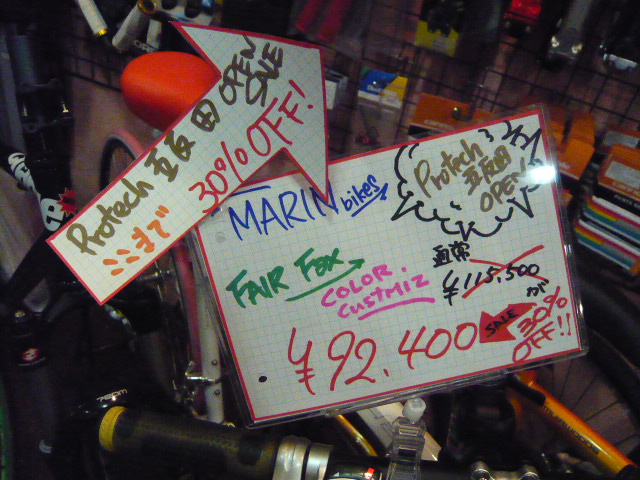 Protech 五反田 OPEN
SALE
ここまで 30% OFF!
MARIN bikes
Protech
五反田
OPEN
FAIR FAX
COLOR.
CUSTMIZ
通常
¥115,500
が
¥92.400
SALE
30%
OFF!!